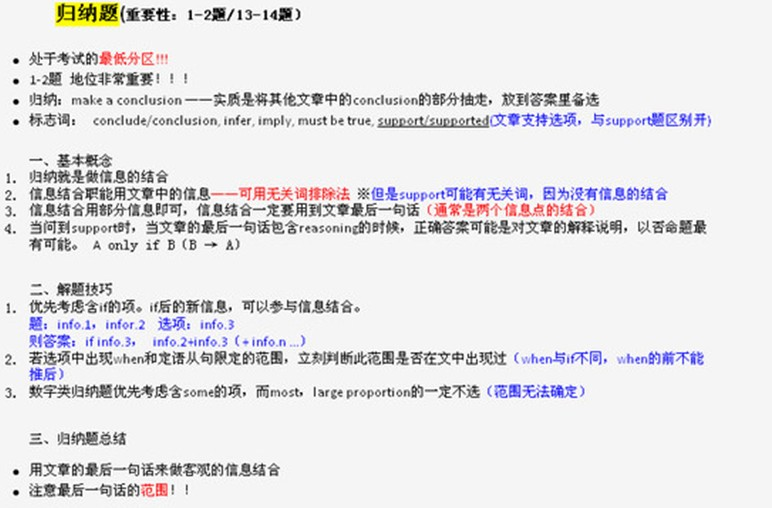 归纳题(重要性：1-2题/13-14题）
● 处于考试的最低分区!!!
● 1-2题 地位非常重要！！！
● 归纳：make a conclusion ——实质是将其他文章中的conclusion的部分抽走，放到答案里备选
● 标志词： conclude/conclusion, infer, imply, must be true, support/supported(文章支持选项，与support题区别开)
一、基本概念
1. 归纳就是做信息的结合
2. 信息结合职能用文章中的信息——可用无关词排除法 ※但是support可能有无关词，因为没有信息的结合
3. 信息结合用部分信息即可，信息结合一定要用到文章最后一句话（通常是两个信息点的结合）
4. 当问到support时，当文章的最后一句话包含reasoning的时候，正确答案可能是对文章的解释说明，以否命题最
有可能。 A only if B（B → A）
二、解题技巧
1. 优先考虑含if的项。if后的新信息，可以参与信息结合。
题：info.1，infor.2 选项：info.3
则答案：if info.3， info.2+info.3（+ info.n ...）
2. 若选项中出现when和定语从句限定的范围，立刻判断此范围是否在文中出现过（when与if不同，when的前不能
推后）
3. 数字类归纳题优先考虑含some的项，而most，large proportion的一定不选（范围无法确定）
三、归纳题总结
● 用文章的最后一句话来做客观的信息结合
● 注意最后一句话的范围！！